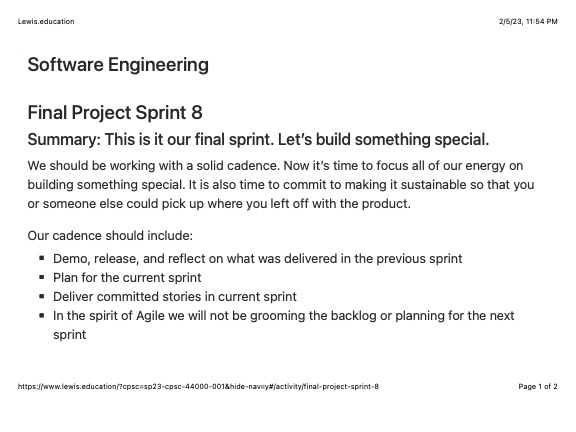 Lewis.education
2/5/23, 11:54 PM
Software Engineering
Final Project Sprint 8
Summary: This is it our final sprint. Let’s build something special.
We should be working with a solid cadence. Now it’s time to focus all of our energy on
building something special. It is also time to commit to making it sustainable so that you
or someone else could pick up where you left off with the product.
Our cadence should include:
▪ Demo, release, and reflect on what was delivered in the previous sprint
▪ Plan for the current sprint
▪ Deliver committed stories in current sprint
▪ In the spirit of Agile we will not be grooming the backlog or planning for the next
sprint
https://www.lewis.education/?cpsc=sp23-cpsc-44000-001&hide-nav=y#/activity/final-project-sprint-8
Page 1 of 2